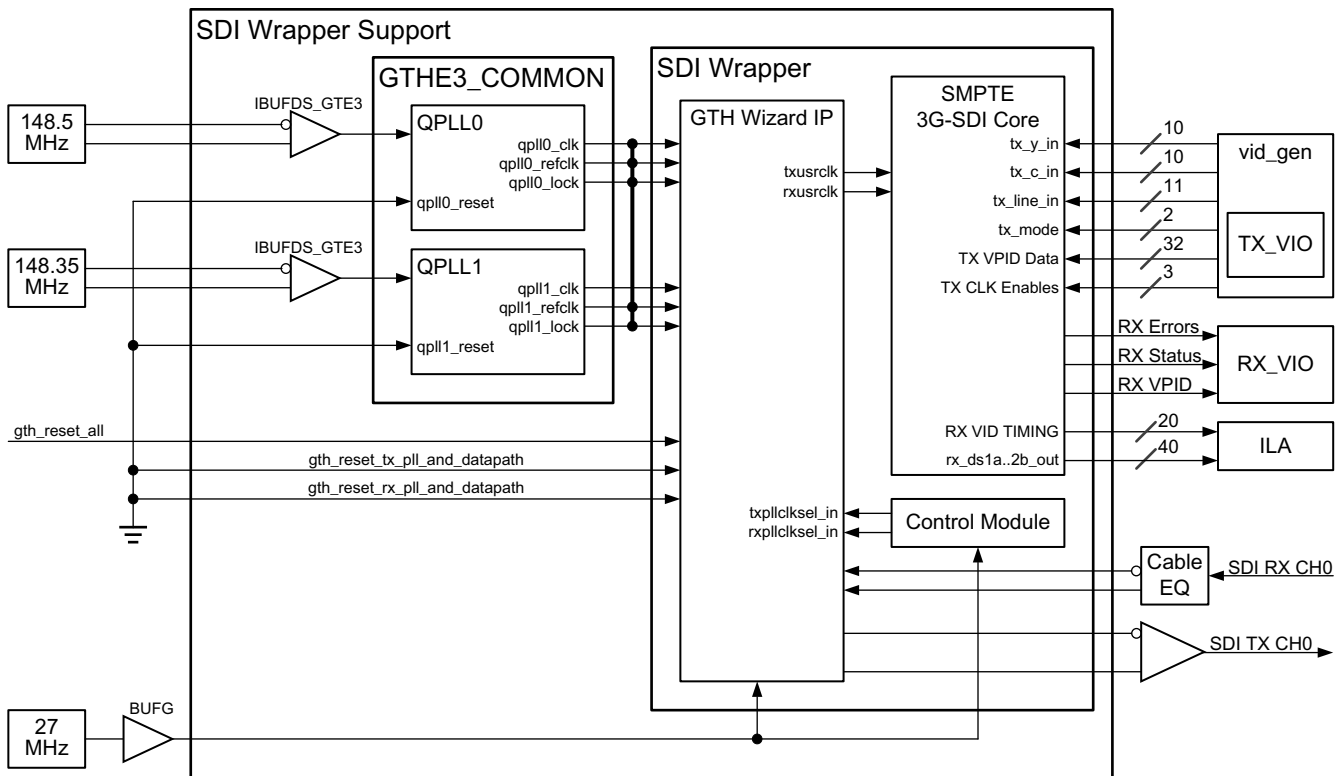 SDI Wrapper Support
SDI Wrapper
GTHE3_COMMON
148.5
MHz
IBUFDS_GTE3
QPLL0
qpll0_clk
qpll0_refclk
qpll0_lock
qpll0_reset
148.35
MHz
IBUFDS_GTE3
QPLL1
qpll1_clk
qpll1_refclk
qpll1_lock
qpll1_reset
gth_reset_all
gth_reset_tx_pll_and_datapath
gth_reset_rx_pll_and_datapath
27
MHz
BUFG
GTH Wizard IP
txusrclk
rxusrclk
txpllclksel_in
rxpllclksel_in
SMPTE
3G-SDI Core
tx_y_in
tx_c_in
tx_line_in
tx_mode
TX VPID Data
TX CLK Enables
RX VID TIMING
rx_ds1a..2b_out
Control Module
10
10
11
2
32
3
vid_gen
TX_VIO
RX Errors
RX Status
RX VPID
RX_VIO
20
40
ILA
Cable
EQ
SDI RX CH0
SDI TX CH0